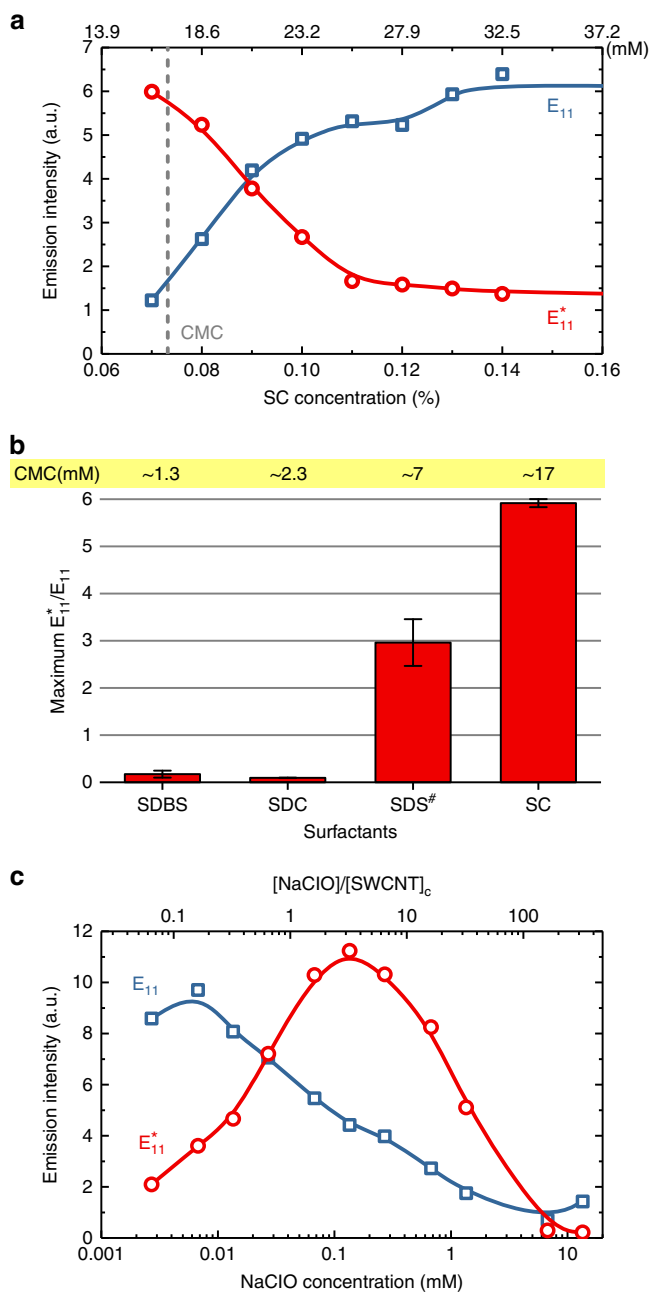 a
13.9 18.6 23.2 27.9 32.5 37.2
(mM)
7
6
5
4
3
2
1
0
Emission intensity (a.u.)
E₁₁
E*₁₁
CMC
0.06 0.08 0.10 0.12 0.14 0.16
SC concentration (%)
b
CMC(mM) ~1.3 ~2.3 ~7 ~17
6
5
4
3
2
1
0
Maximum E*₁₁/E₁₁
SDBS SDC SDS# SC
Surfactants
c
[NaClO]/[SWCNT]c
0.1 1 10 100
12
10
8
6
4
2
0
Emission intensity (a.u.)
E₁₁
E*₁₁
0.001 0.01 0.1 1 10
NaClO concentration (mM)